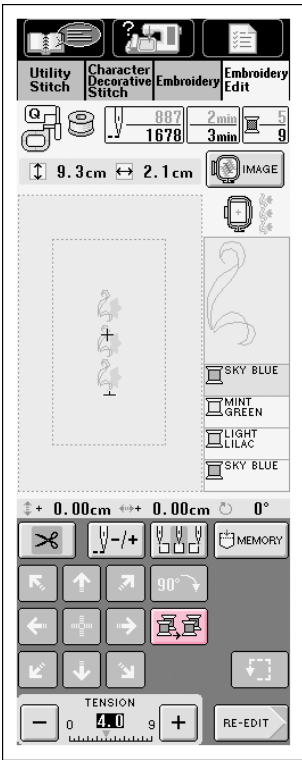 Utility Stitch
Character Decorative Stitch
Embroidery
Embroidery Edit
Q
887
1678
2min
3min
5
9
9.3cm
2.1cm
IMAGE
SKY BLUE
MINT GREEN
LIGHT LILAC
SKY BLUE
+ 0.00cm
+ 0.00cm
0°
-/+
MEMORY
90°
TENSION
- 0 4.0 9 +
RE-EDIT